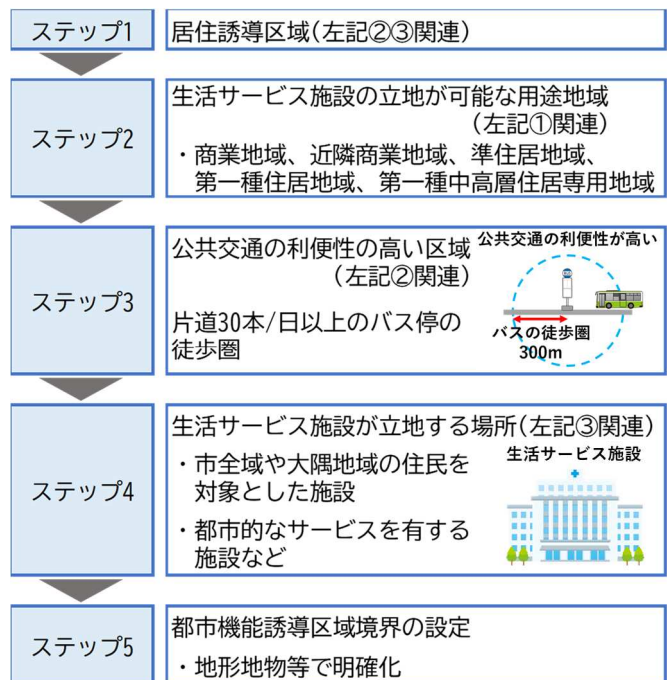 ステップ1
居住誘導区域(左記②③関連)
ステップ2
生活サービス施設の立地が可能な用途地域
(左記①関連)
・商業地域、近隣商業地域、準住居地域、
第一種住居地域、第一種中高層住居専用地域
ステップ3
公共交通の利便性の高い区域
(左記②関連)
片道30本/日以上のバス停の
徒歩圏
公共交通の利便性が高い
バスの徒歩圏
300m
ステップ4
生活サービス施設が立地する場所(左記③関連)
・市全域や大隅地域の住民を
対象とした施設
・都市的なサービスを有する
施設など
生活サービス施設
ステップ5
都市機能誘導区域境界の設定
・地形地物等で明確化